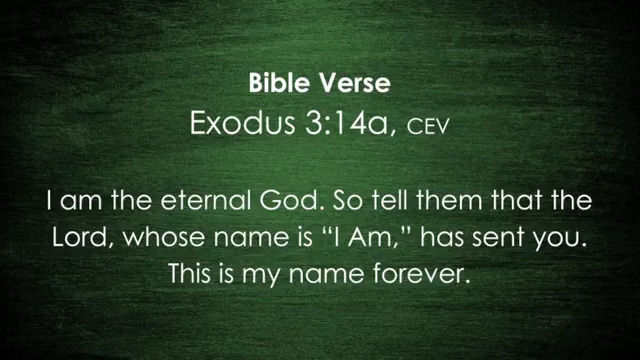 Bible Verse
Exodus 3:14a, CEV
I am the eternal God. So tell them that the
Lord, whose name is “I Am,” has sent you.
This is my name forever.